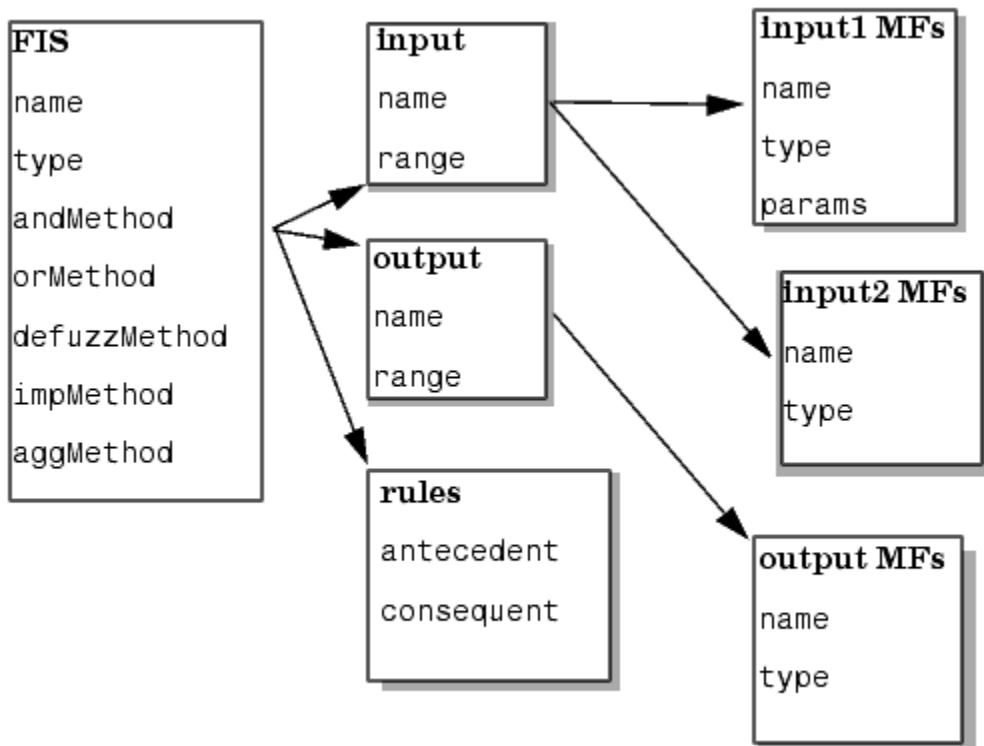 FIS
name
type
andMethod
orMethod
defuzzMethod
impMethod
aggMethod
input
name
range
output
name
range
rules
antecedent
consequent
input1 MFs
name
type
params
input2 MFs
name
type
output MFs
name
type